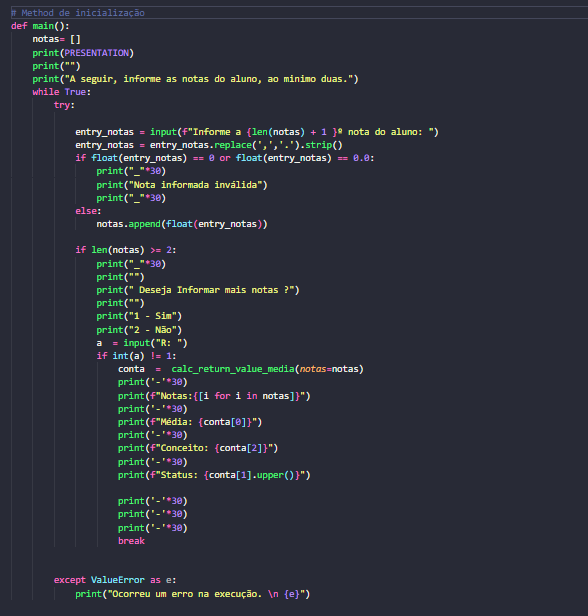 # Method de inicialização
def main():
    notas= []
    print(PRESENTATION)
    print("")
    print("A seguir, informe as notas do aluno, ao minimo duas.")
    while True:
        try:

            entry_notas = input(f"Informe a {len(notas) + 1 }ª nota do aluno: ")
            entry_notas = entry_notas.replace(',','.').strip()
            if float(entry_notas) == 0 or float(entry_notas) == 0.0:
                print("_"*30)
                print("Nota informada inválida")
                print("_"*30)
            else:
                notas.append(float(entry_notas))

            if len(notas) >= 2:
                print("_"*30)
                print("")
                print(" Deseja Informar mais notas ?")
                print("")
                print("1 - Sim")
                print("2 - Não")
                a  = input("R: ")
                if int(a) != 1:
                    conta  =  calc_return_value_media(notas=notas)
                    print('-'*30)
                    print(f"Notas:{[i for i in notas]}")
                    print('-'*30)
                    print(f"Média: {conta[0]}")
                    print('-'*30)
                    print(f"Conceito: {conta[2]}")
                    print('-'*30)
                    print(f"Status: {conta[1].upper()}")

                    print('-'*30)
                    print('-'*30)
                    print('-'*30)
                    break


        except ValueError as e:
            print("Ocorreu um erro na execução. \n {e}")